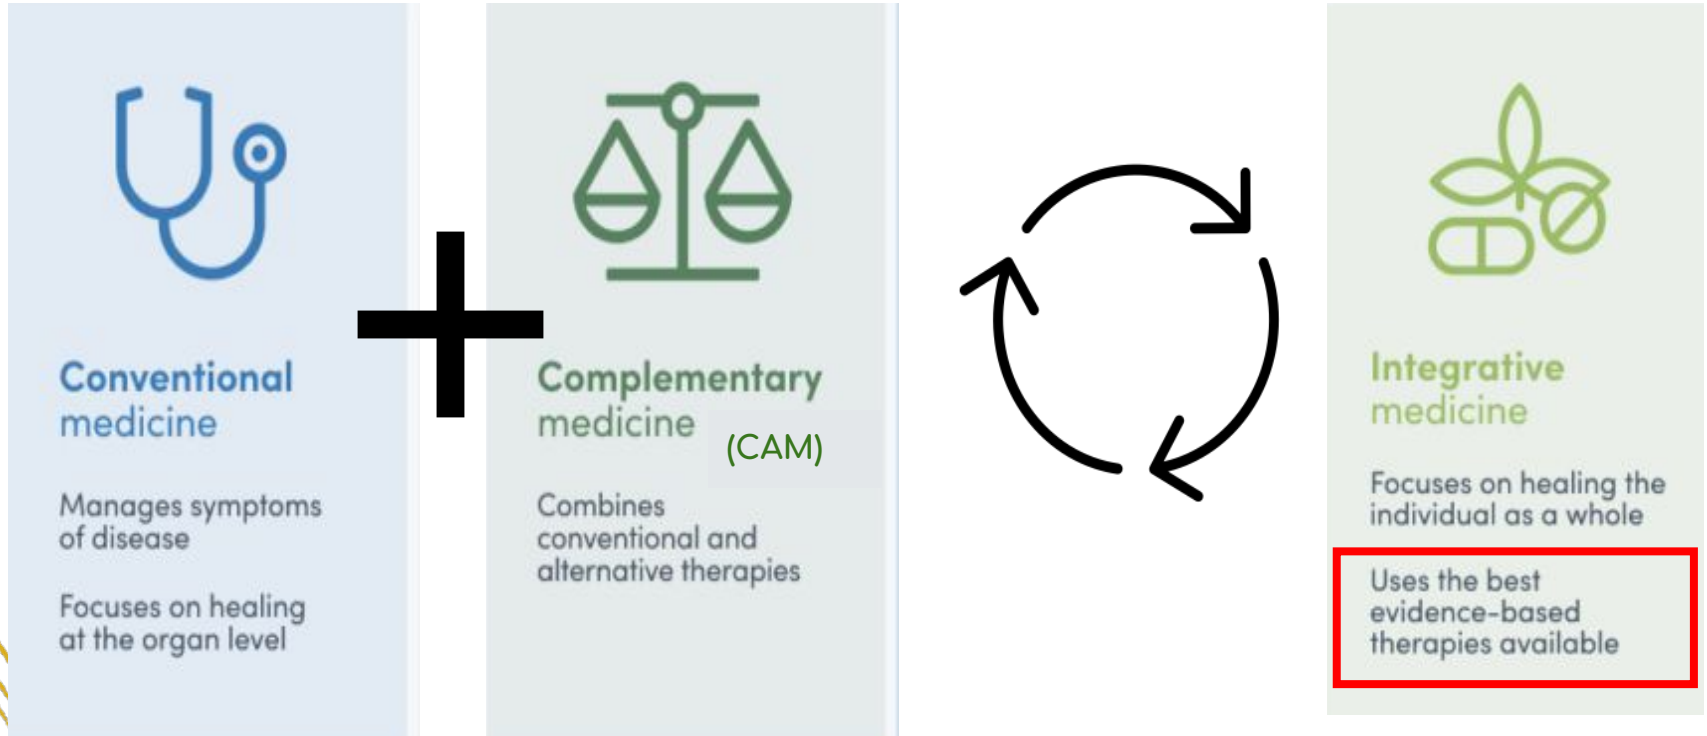 Conventional
medicine
Manages symptoms
of disease
Focuses on healing
at the organ level
Complementary
medicine
(CAM)
Combines
conventional and
alternative therapies
Integrative
medicine
Focuses on healing the
individual as a whole
Uses the best
evidence-based
therapies available